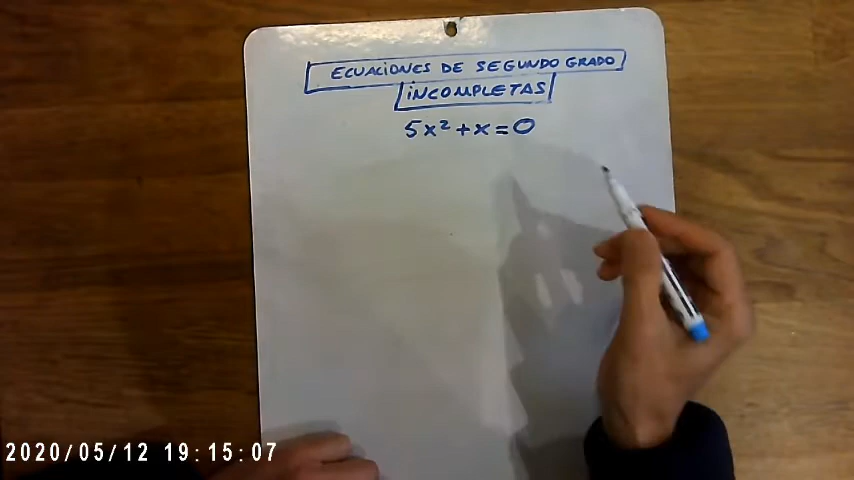 ECUACIONES DE SEGUNDO GRADO
INCOMPLETAS
5x²+x=0
2020/05/12 19:15:07